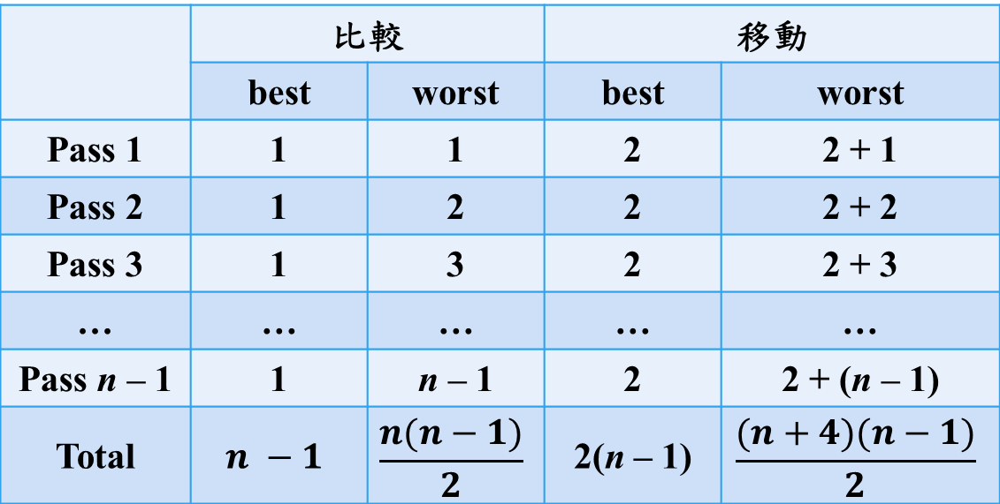 比較 移動
best worst best worst
Pass 1 1 1 2 2 + 1
Pass 2 1 2 2 2 + 2
Pass 3 1 3 2 2 + 3
… … … … …
Pass n – 1 1 n – 1 2 2 + (n – 1)
Total n − 1 n(n − 1)/2 2(n – 1) (n + 4)(n − 1)/2